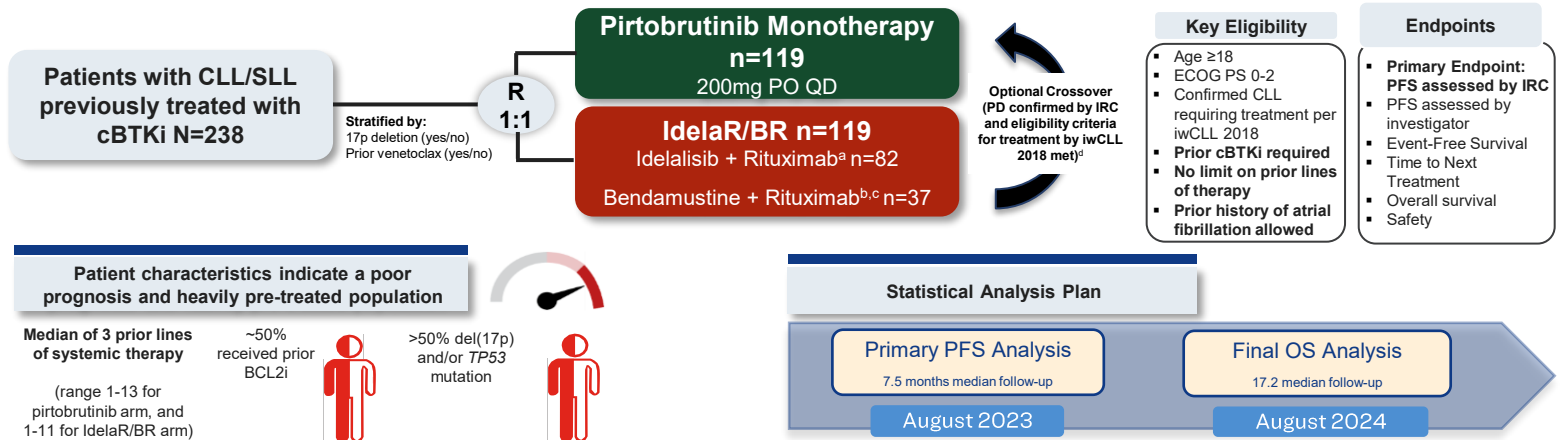 Patients with CLL/SLL
previously treated with
cBTKi N=238
Stratified by:
17p deletion (yes/no)
Prior venetoclax (yes/no)
R
1:1
Pirtobrutinib Monotherapy
n=119
200mg PO QD
IdelaR/BR n=119
Idelalisib + Rituximabᵃ n=82
Bendamustine + Rituximabᵇ,ᶜ n=37
Optional Crossover
(PD confirmed by IRC
and eligibility criteria
for treatment by iwCLL
2018 met)ᵈ
Key Eligibility
▪ Age ≥18
▪ ECOG PS 0-2
▪ Confirmed CLL
requiring treatment per
iwCLL 2018
▪ Prior cBTKi required
▪ No limit on prior lines
of therapy
▪ Prior history of atrial
fibrillation allowed
Endpoints
▪ Primary Endpoint:
PFS assessed by IRC
▪ PFS assessed by
investigator
▪ Event-Free Survival
▪ Time to Next
Treatment
▪ Overall survival
▪ Safety
Patient characteristics indicate a poor
prognosis and heavily pre-treated population
Median of 3 prior lines
of systemic therapy
(range 1-13 for
pirtobrutinib arm, and
1-11 for IdelaR/BR arm)
~50%
received prior
BCL2i
>50% del(17p)
and/or TP53
mutation
Statistical Analysis Plan
Primary PFS Analysis
7.5 months median follow-up
August 2023
Final OS Analysis
17.2 median follow-up
August 2024